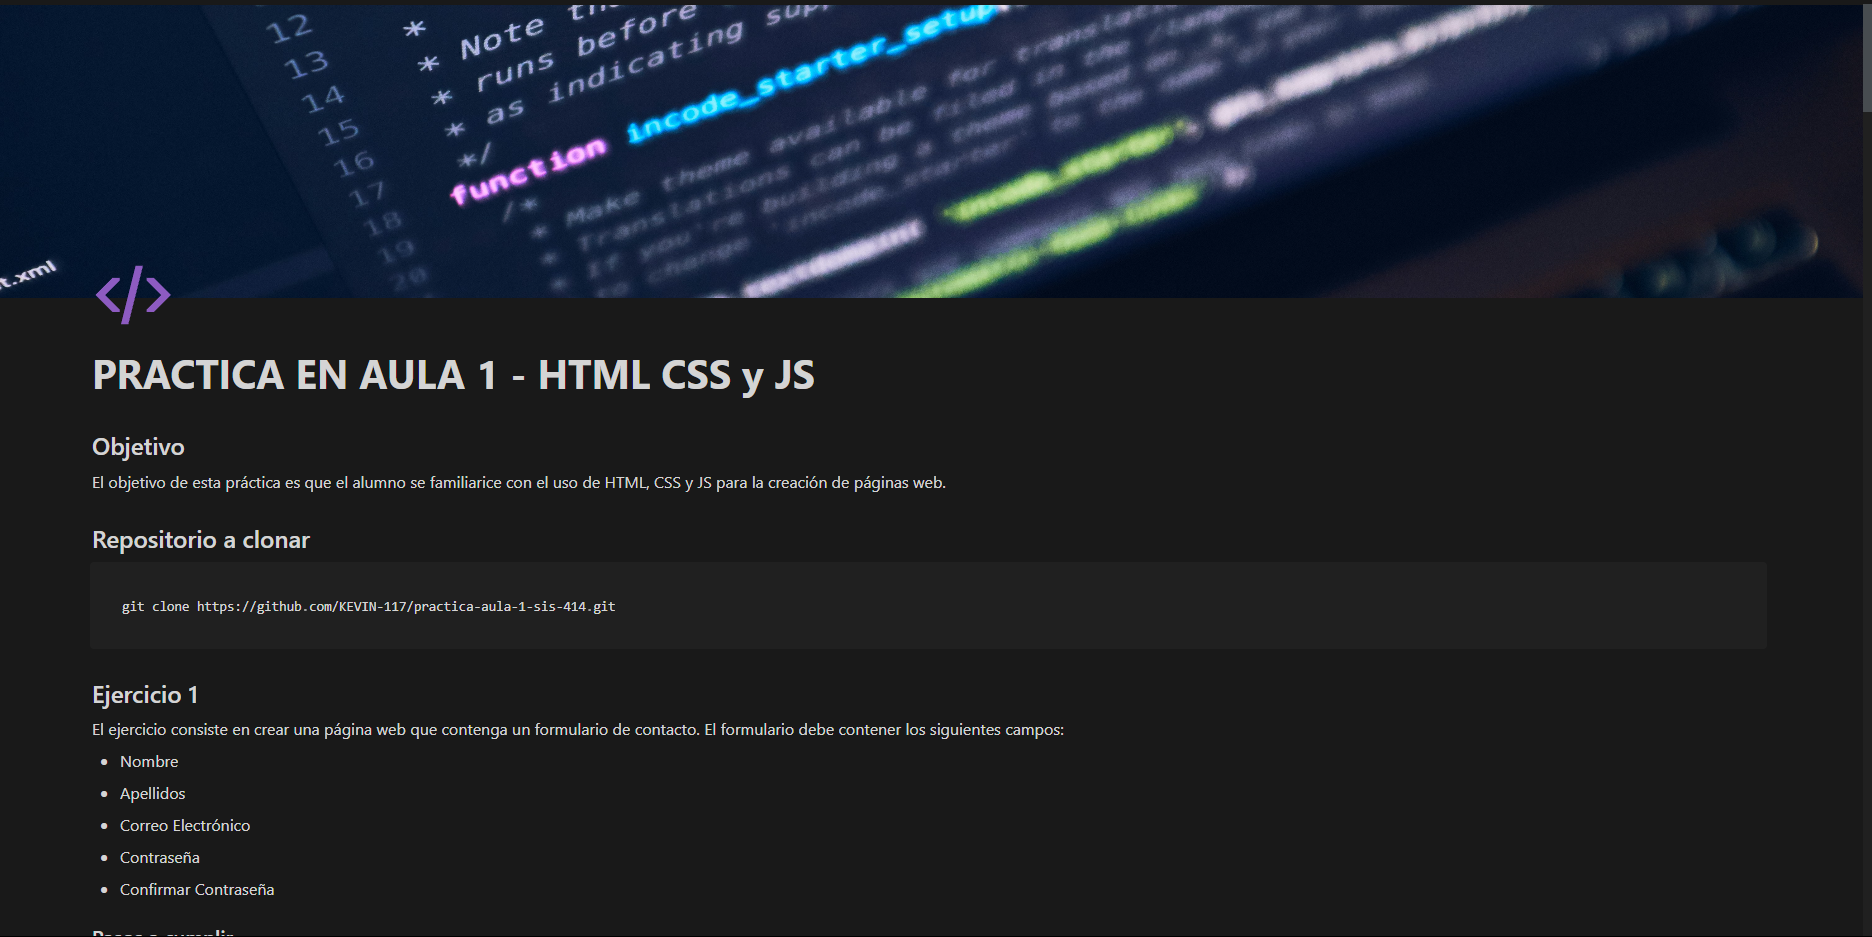 12 *
13 * Note th
14 * runs before
15 * as indicating sup
16 */
17 function incode_starter_setup
18 /*
19 * Make theme available for translatio
20 * Translations can be filed in the /langu
* If you're building a theme based on
* to change 'incode_starter' to the name of you
t.xml
</>
PRACTICA EN AULA 1 - HTML CSS y JS
Objetivo
El objetivo de esta práctica es que el alumno se familiarice con el uso de HTML, CSS y JS para la creación de páginas web.
Repositorio a clonar
git clone https://github.com/KEVIN-117/practica-aula-1-sis-414.git
Ejercicio 1
El ejercicio consiste en crear una página web que contenga un formulario de contacto. El formulario debe contener los siguientes campos:
• Nombre
• Apellidos
• Correo Electrónico
• Contraseña
• Confirmar Contraseña